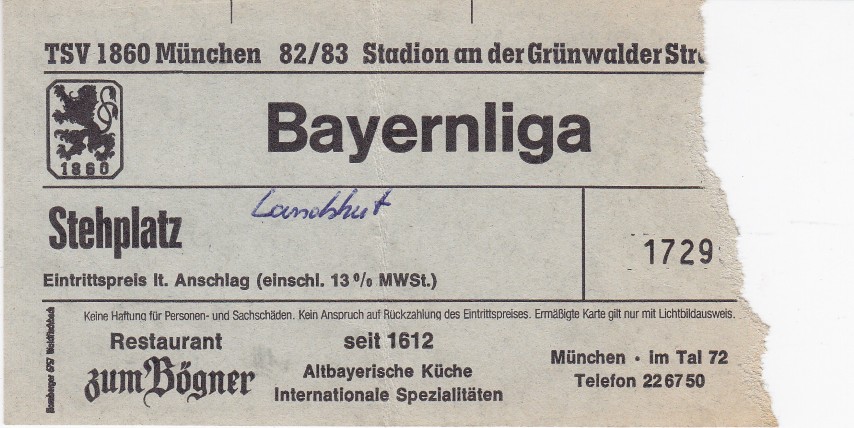 TSV 1860 München 82/83 Stadion an der Grünwalder Str
1860
Bayernliga
Stehplatz
Landshut
1729
Eintrittspreis lt. Anschlag (einschl. 13% MWSt.)
Keine Haftung für Personen- und Sachschäden. Kein Anspruch auf Rückzahlung des Eintrittspreises. Ermäßigte Karte gilt nur mit Lichtbildausweis.
Restaurant
zum Bögner
seit 1612
Altbayerische Küche
Internationale Spezialitäten
München · im Tal 72
Telefon 226750